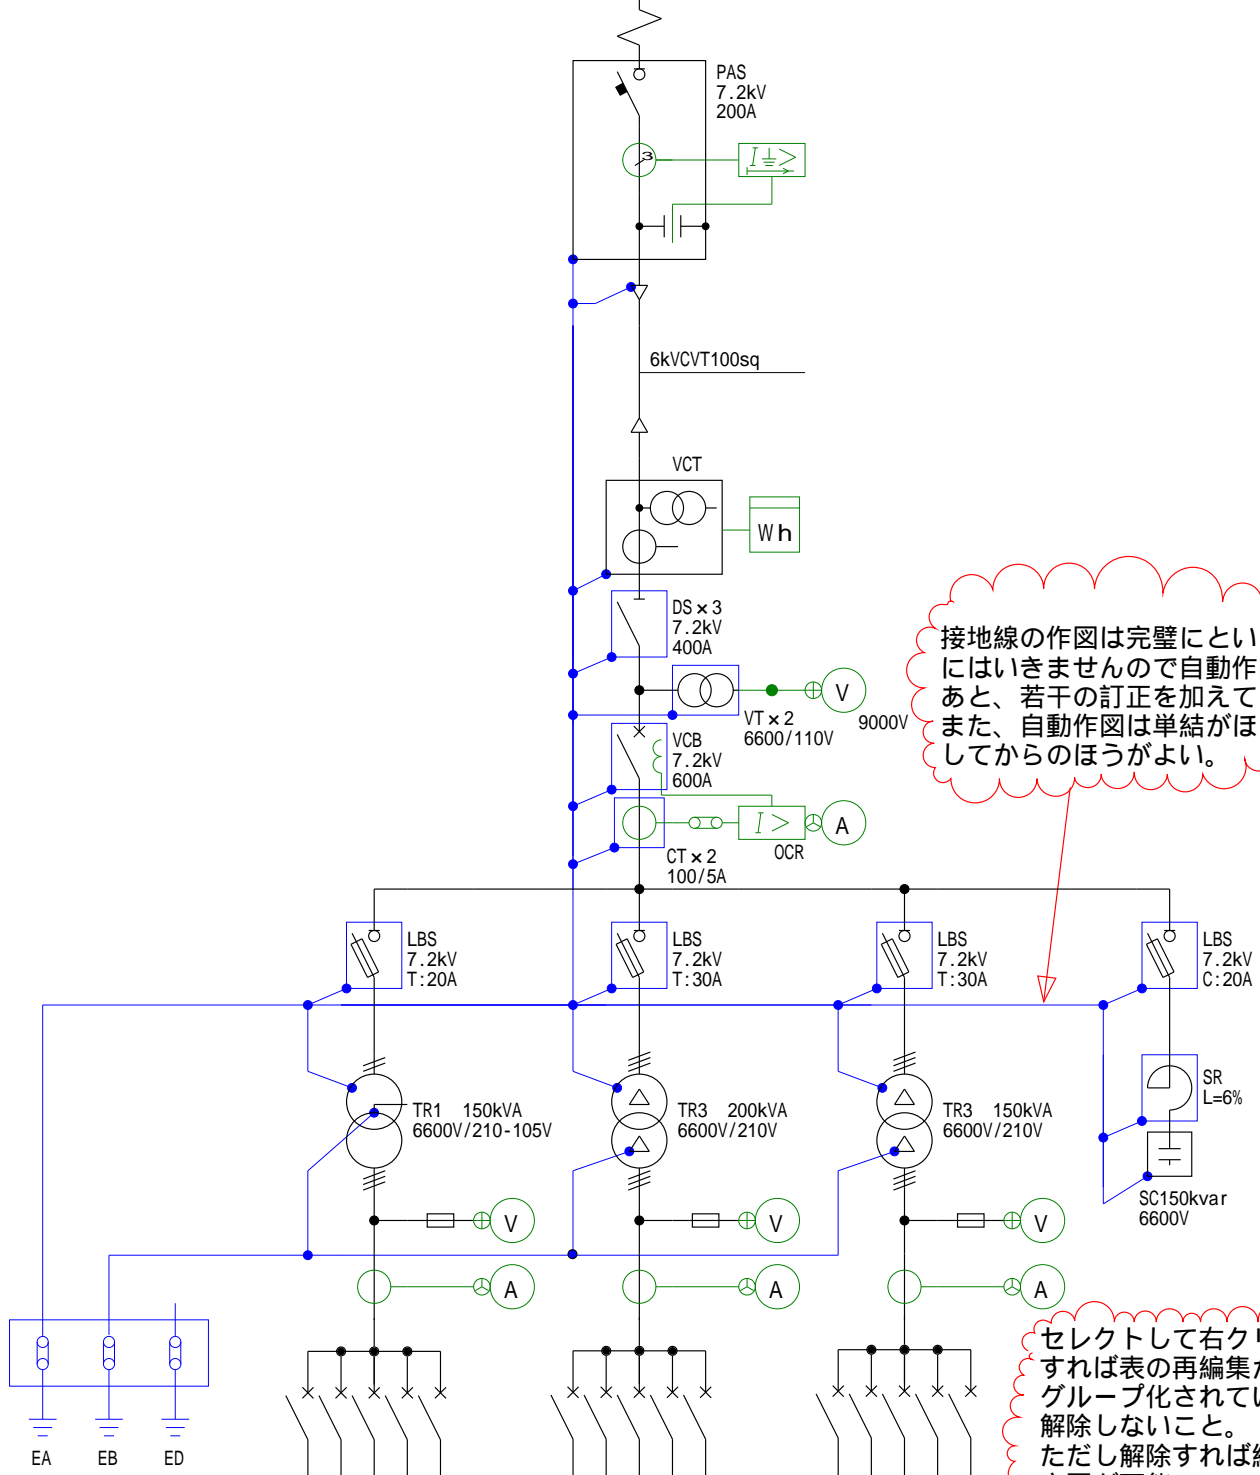 PAS
7.2kV
200A
3
I >
6kVCVT100sq
VCT
Wh
DS×3
7.2kV
400A
V
VT×2
6600/110V
9000V
VCB
7.2kV
600A
I >
A
OCR
CT×2
100/5A
接地線の作図は完璧にとい
にはいきませんので自動作
あと、若干の訂正を加えて
また、自動作図は単結がほ
してからのほうがよい。
LBS
7.2kV
T:20A
LBS
7.2kV
T:30A
LBS
7.2kV
T:30A
LBS
7.2kV
C:20A
TR1 150kVA
6600V/210-105V
TR3 200kVA
6600V/210V
TR3 150kVA
6600V/210V
SR
L=6%
SC150kvar
6600V
V
V
V
A
A
A
EA
EB
ED
セレクトして右クリ
すれば表の再編集が
グループ化されてい
解除しないこと。
ただし解除すれば